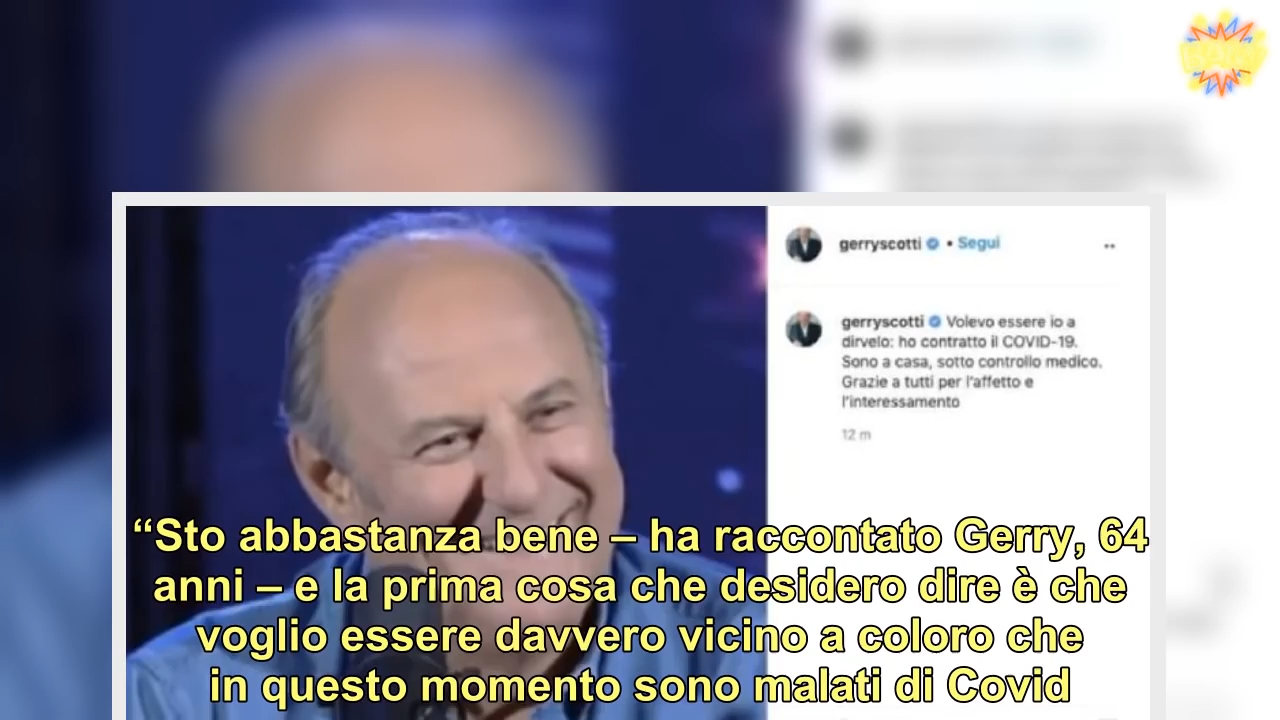 gerryscotti • Segui
gerryscotti Volevo essere io a
dirvelo: ho contratto il COVID-19.
Sono a casa, sotto controllo medico.
Grazie a tutti per l'affetto e
l'interessamento
12 m
“Sto abbastanza bene – ha raccontato Gerry, 64
anni – e la prima cosa che desidero dire è che
voglio essere davvero vicino a coloro che
in questo momento sono malati di Covid